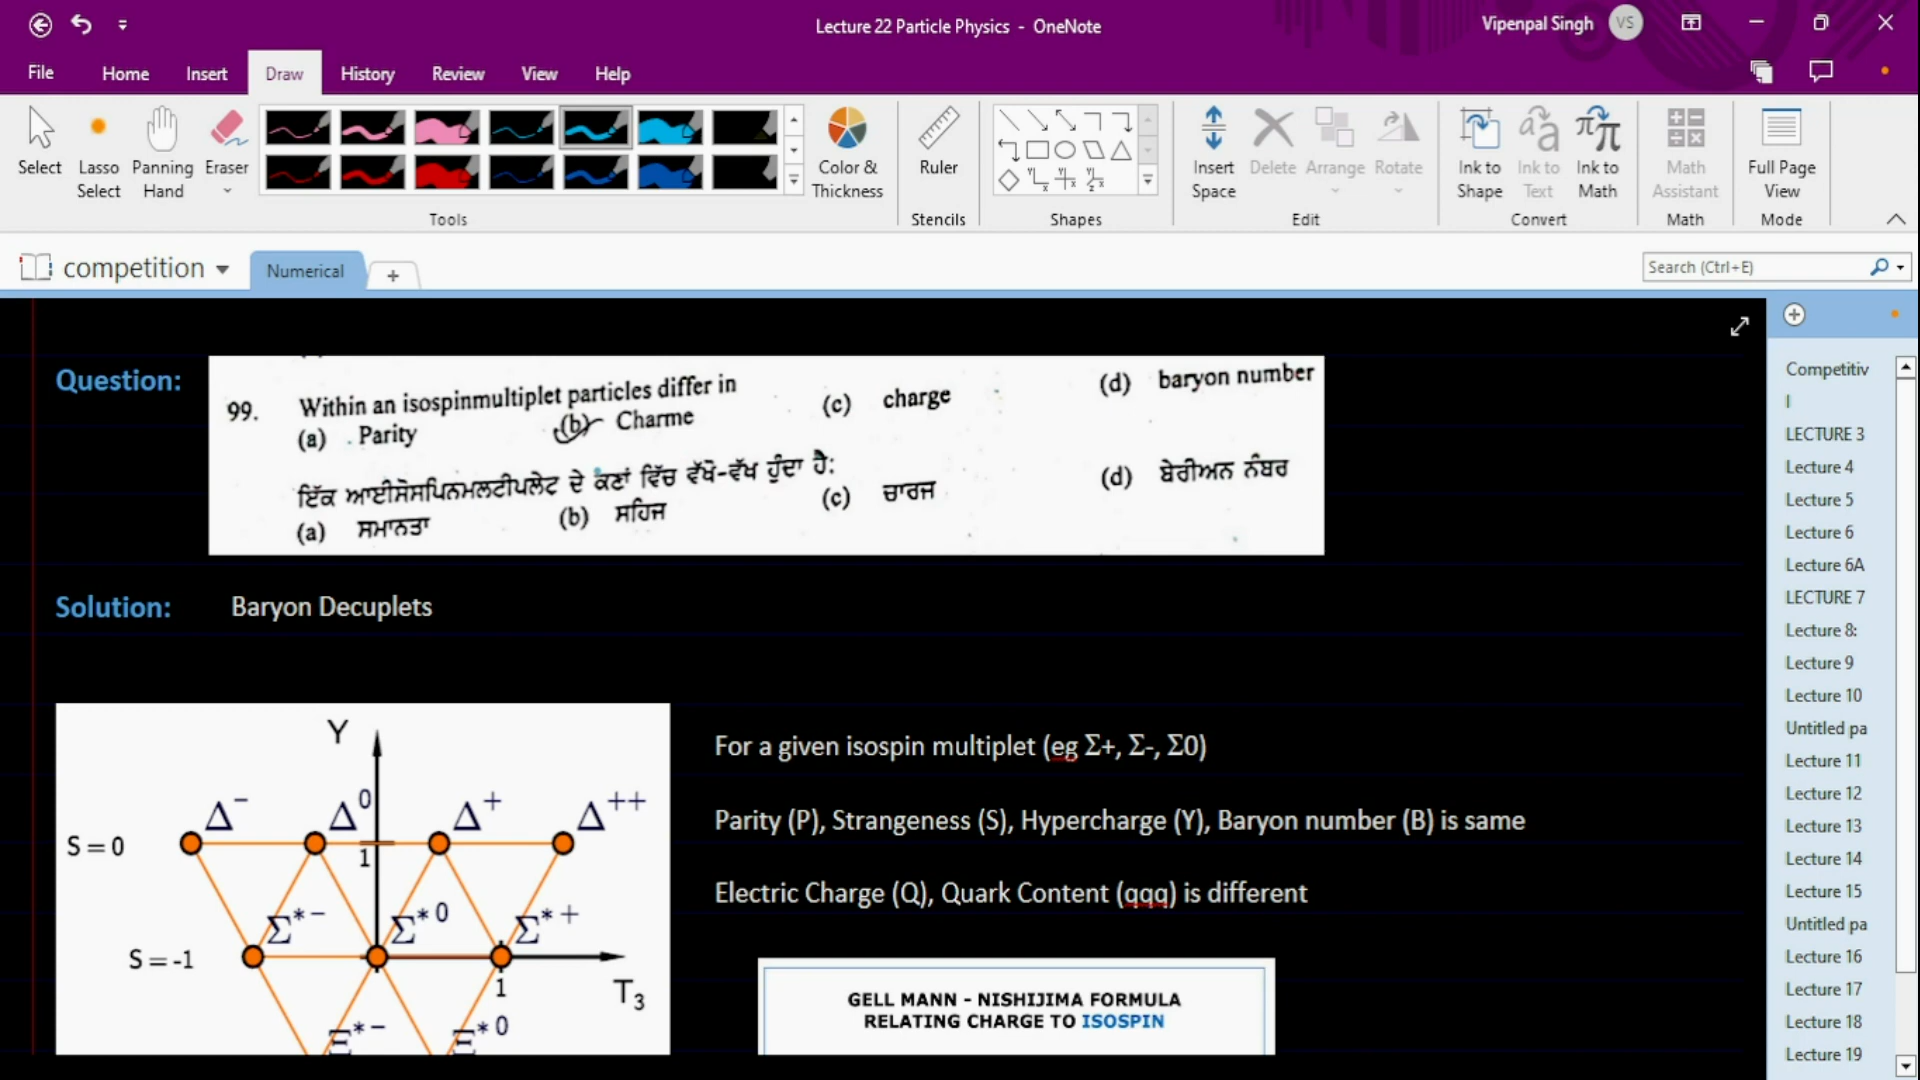 Lecture 22 Particle Physics - OneNote
Vipenpal Singh
VS
File
Home
Insert
Draw
History
Review
View
Help
Select
Lasso Select
Panning Hand
Eraser
Color & Thickness
Ruler
Insert Space
Delete
Arrange
Rotate
Ink to Shape
Ink to Text
Ink to Math
Math Assistant
Full Page View
Tools
Stencils
Shapes
Edit
Convert
Math
Mode
competition
Numerical
Search (Ctrl+E)
Question:
99. Within an isospinmultiplet particles differ in
(a) Parity (b) Charme (c) charge (d) baryon number
ਇੱਕ ਆਈਸੋਸਪਿਨਮਲਟੀਪਲੇਟ ਦੇ ਕਣਾਂ ਵਿੱਚ ਵੱਖੋ-ਵੱਖ ਹੁੰਦਾ ਹੈ:
(a) ਸਮਾਨਤਾ (b) ਸਹਿਜ (c) ਚਾਰਜ (d) ਬੇਰੀਅਨ ਨੰਬਰ
Solution: Baryon Decuplets
Y
Δ⁻ Δ⁰ Δ⁺ Δ⁺⁺
S = 0
1
Σ*⁻ Σ*⁰ Σ*⁺
S = -1
1
T₃
Ξ*⁻ Ξ*⁰
For a given isospin multiplet (eg Σ+, Σ-, Σ0)
Parity (P), Strangeness (S), Hypercharge (Y), Baryon number (B) is same
Electric Charge (Q), Quark Content (qqq) is different
GELL MANN - NISHIJIMA FORMULA
RELATING CHARGE TO ISOSPIN
Competitiv
l
LECTURE 3
Lecture 4
Lecture 5
Lecture 6
Lecture 6A
LECTURE 7
Lecture 8:
Lecture 9
Lecture 10
Untitled pa
Lecture 11
Lecture 12
Lecture 13
Lecture 14
Lecture 15
Untitled pa
Lecture 16
Lecture 17
Lecture 18
Lecture 19